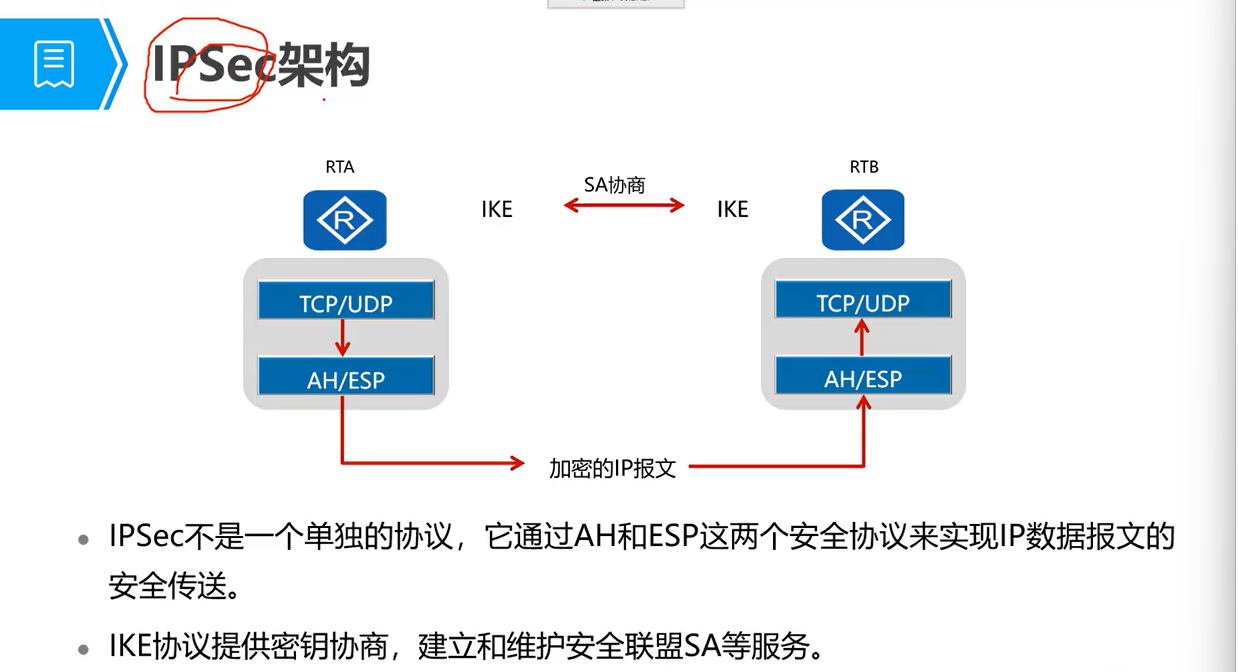 IPSec架构
RTA
RTB
SA协商
IKE
IKE
R
R
TCP/UDP
TCP/UDP
AH/ESP
AH/ESP
加密的IP报文
IPSec不是一个单独的协议，它通过AH和ESP这两个安全协议来实现IP数据报文的
安全传送。
IKE协议提供密钥协商，建立和维护安全联盟SA等服务。